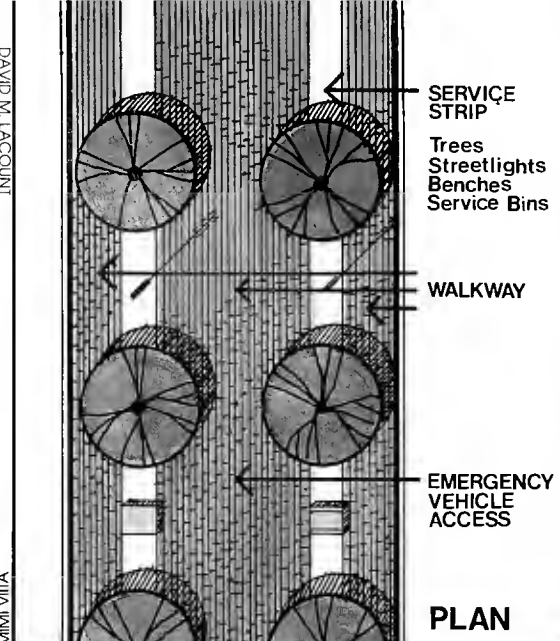 DAVID M. LACOUNT
SERVICE
STRIP
Trees
Streetlights
Benches
Service Bins
WALKWAY
EMERGENCY
VEHICLE
ACCESS
PLAN